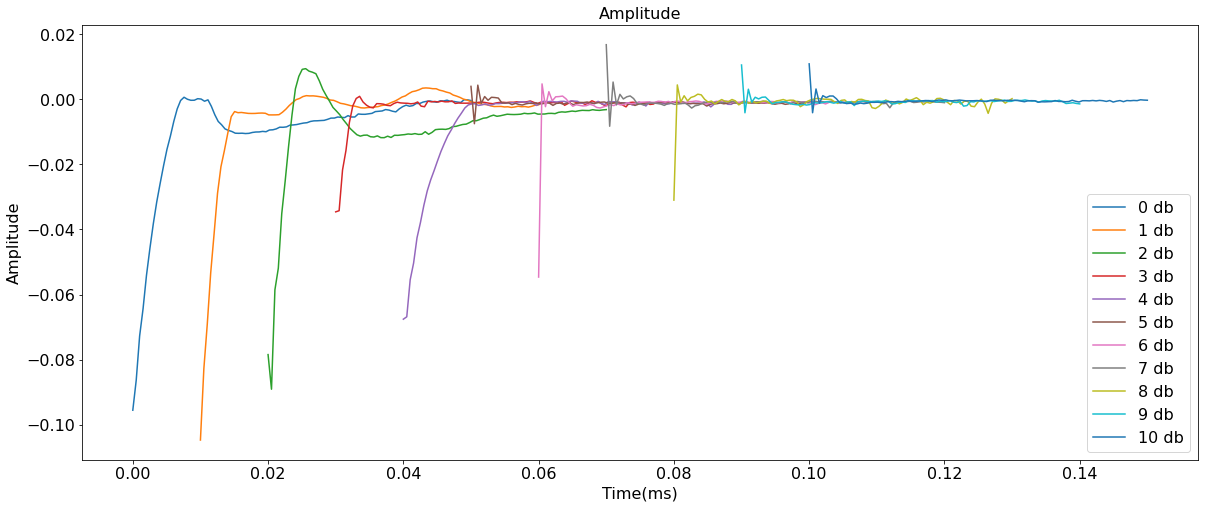 Amplitude
0.02
0.00
−0.02
−0.04
−0.06
−0.08
−0.10
Amplitude
0.00 0.02 0.04 0.06 0.08 0.10 0.12 0.14
Time(ms)
0 db
1 db
2 db
3 db
4 db
5 db
6 db
7 db
8 db
9 db
10 db